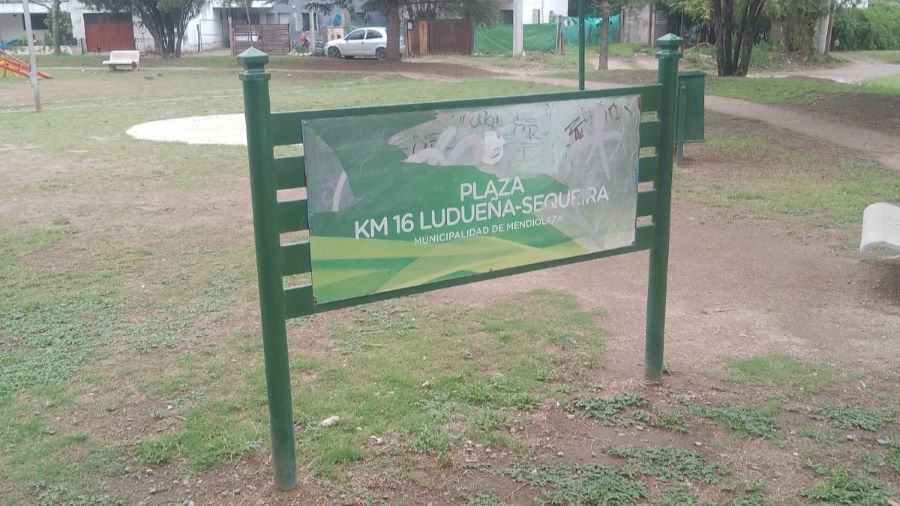 PLAZA
KM 16 LUDUEÑA-SEQUEIRA
MUNICIPALIDAD DE MENDIOLAZA